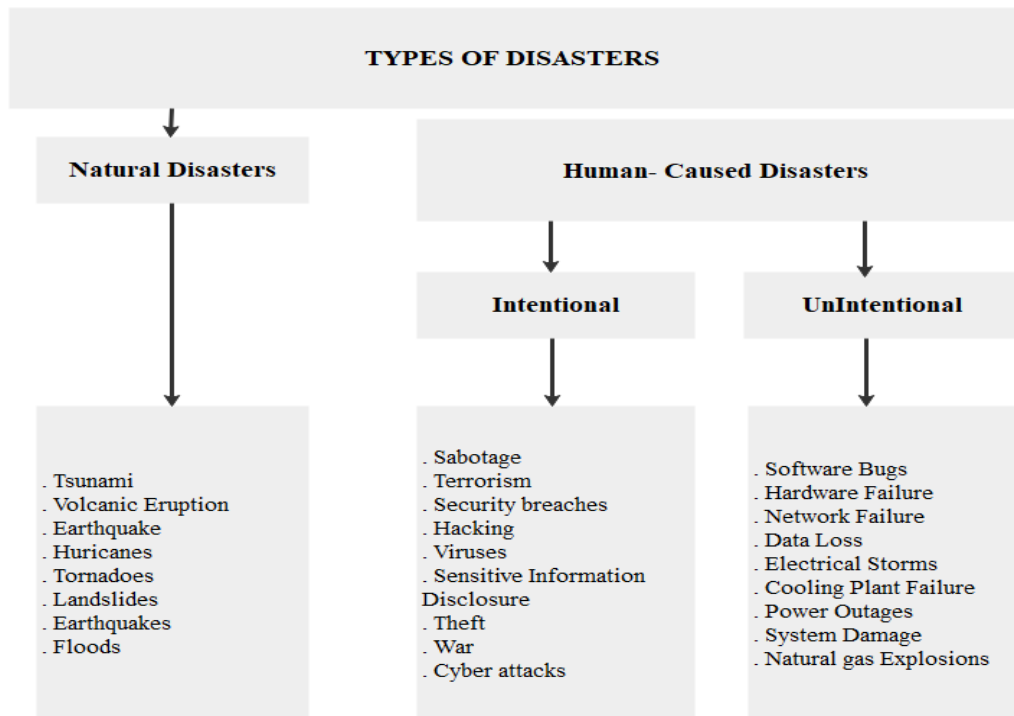 TYPES OF DISASTERS
Natural Disasters
Human- Caused Disasters
Intentional
UnIntentional
. Tsunami
. Volcanic Eruption
. Earthquake
. Huricanes
. Tornadoes
. Landslides
. Earthquakes
. Floods
. Sabotage
. Terrorism
. Security breaches
. Hacking
. Viruses
. Sensitive Information
Disclosure
. Theft
. War
. Cyber attacks
. Software Bugs
. Hardware Failure
. Network Failure
. Data Loss
. Electrical Storms
. Cooling Plant Failure
. Power Outages
. System Damage
. Natural gas Explosions